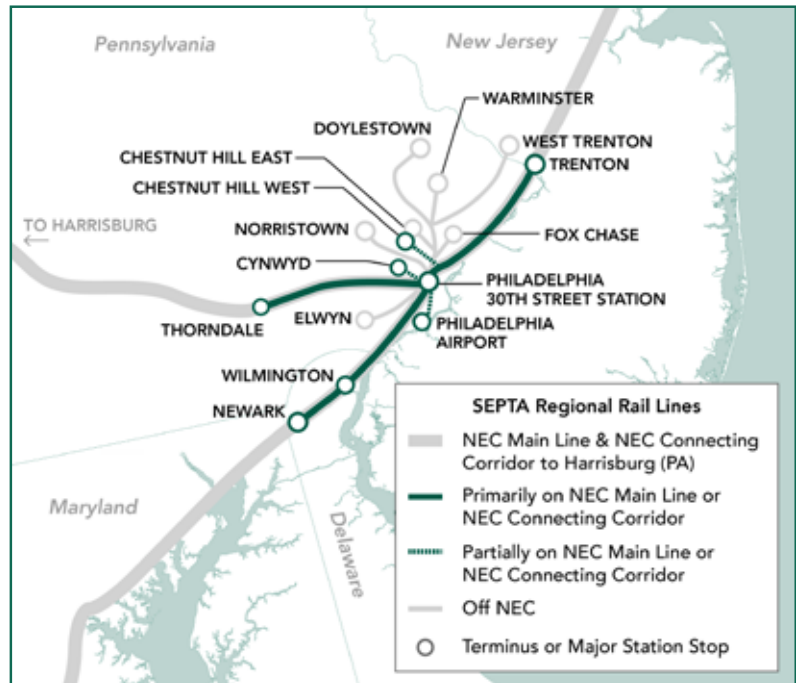 Pennsylvania
New Jersey
WARMINSTER
DOYLESTOWN
WEST TRENTON
CHESTNUT HILL EAST
TRENTON
CHESTNUT HILL WEST
TO HARRISBURG
←
NORRISTOWN
FOX CHASE
CYNWYD
PHILADELPHIA
30TH STREET STATION
THORNDALE
ELWYN
PHILADELPHIA
AIRPORT
WILMINGTON
NEWARK
Maryland
Delaware
SEPTA Regional Rail Lines
NEC Main Line & NEC Connecting
Corridor to Harrisburg (PA)
Primarily on NEC Main Line or
NEC Connecting Corridor
Partially on NEC Main Line or
NEC Connecting Corridor
Off NEC
Terminus or Major Station Stop